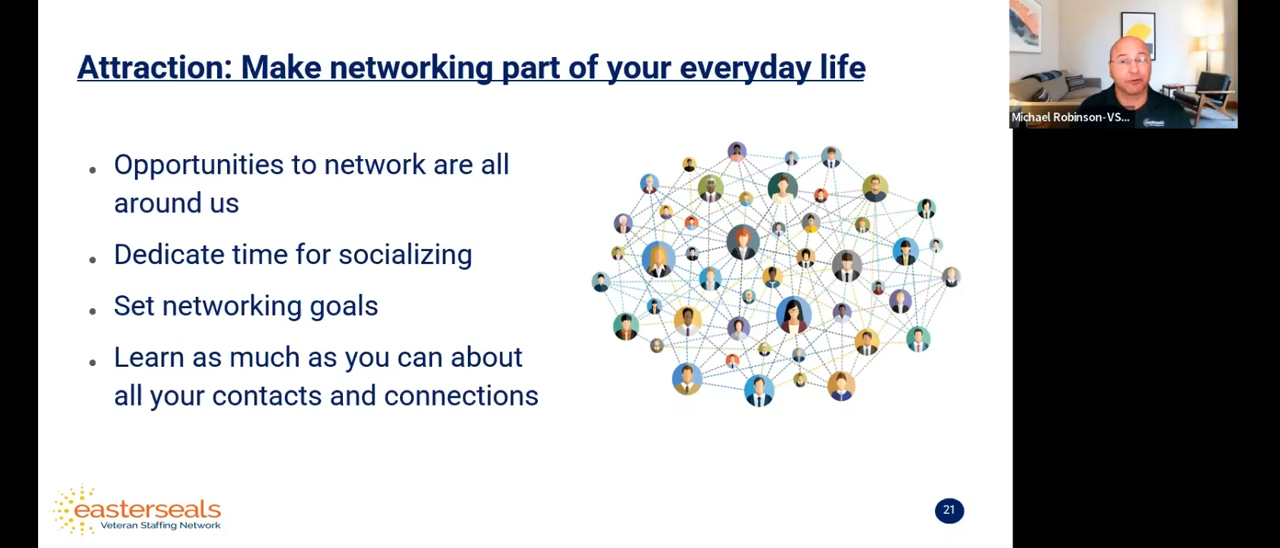 Attraction: Make networking part of your everyday life
Michael Robinson-VS...
• Opportunities to network are all
around us
• Dedicate time for socializing
• Set networking goals
• Learn as much as you can about
all your contacts and connections
easterseals
Veteran Staffing Network
21